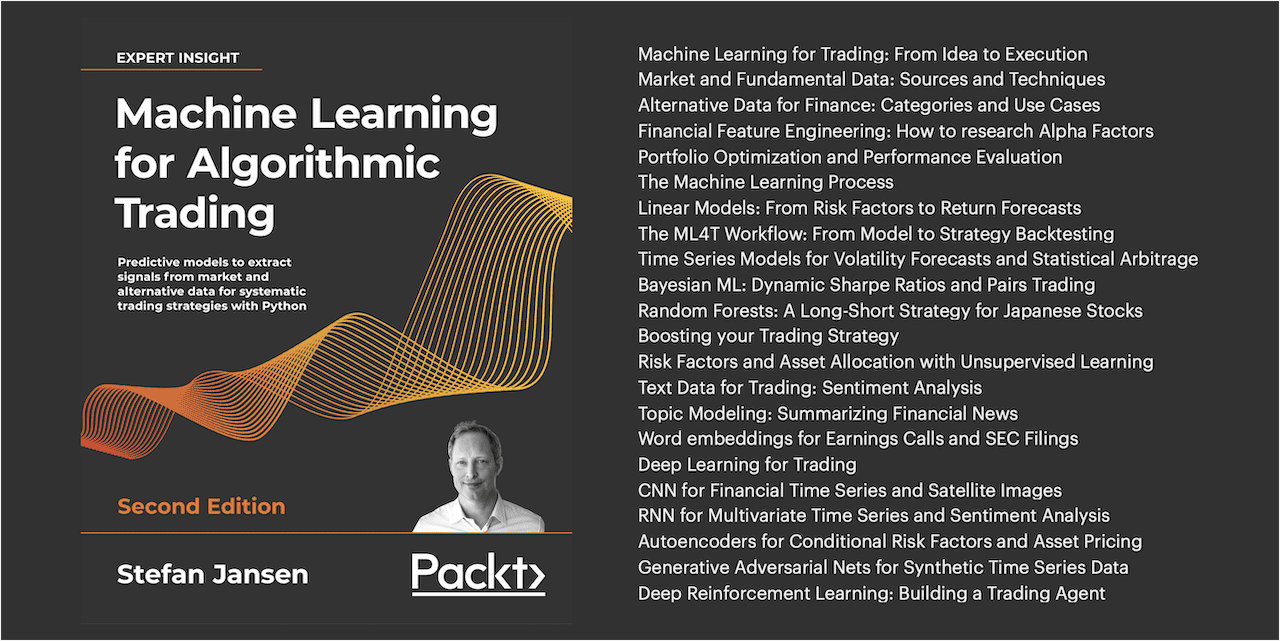 EXPERT INSIGHT
Machine Learning
for Algorithmic
Trading
Predictive models to extract
signals from market and
alternative data for systematic
trading strategies with Python
Second Edition
Stefan Jansen
Packt>
Machine Learning for Trading: From Idea to Execution
Market and Fundamental Data: Sources and Techniques
Alternative Data for Finance: Categories and Use Cases
Financial Feature Engineering: How to research Alpha Factors
Portfolio Optimization and Performance Evaluation
The Machine Learning Process
Linear Models: From Risk Factors to Return Forecasts
The ML4T Workflow: From Model to Strategy Backtesting
Time Series Models for Volatility Forecasts and Statistical Arbitrage
Bayesian ML: Dynamic Sharpe Ratios and Pairs Trading
Random Forests: A Long-Short Strategy for Japanese Stocks
Boosting your Trading Strategy
Risk Factors and Asset Allocation with Unsupervised Learning
Text Data for Trading: Sentiment Analysis
Topic Modeling: Summarizing Financial News
Word embeddings for Earnings Calls and SEC Filings
Deep Learning for Trading
CNN for Financial Time Series and Satellite Images
RNN for Multivariate Time Series and Sentiment Analysis
Autoencoders for Conditional Risk Factors and Asset Pricing
Generative Adversarial Nets for Synthetic Time Series Data
Deep Reinforcement Learning: Building a Trading Agent